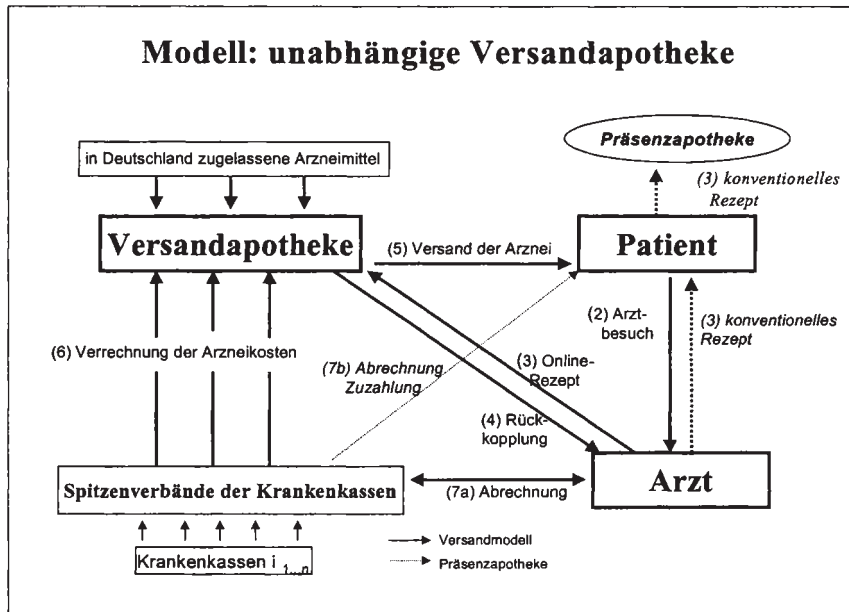 Modell: unabhängige Versandapotheke
Präsenzapotheke
in Deutschland zugelassene Arzneimittel
(3) konventionelles
Rezept
Versandapotheke
(5) Versand der Arznei
Patient
(2) Arzt-
besuch
(3) konventionelles
Rezept
(6) Verrechnung der Arzneikosten
(7b) Abrechnung
Zuzahlung
(3) Online-
Rezept
(4) Rück-
kopplung
Spitzenverbände der Krankenkassen
(7a) Abrechnung
Arzt
Krankenkassen i 1...n
Versandmodell
Präsenzapotheke